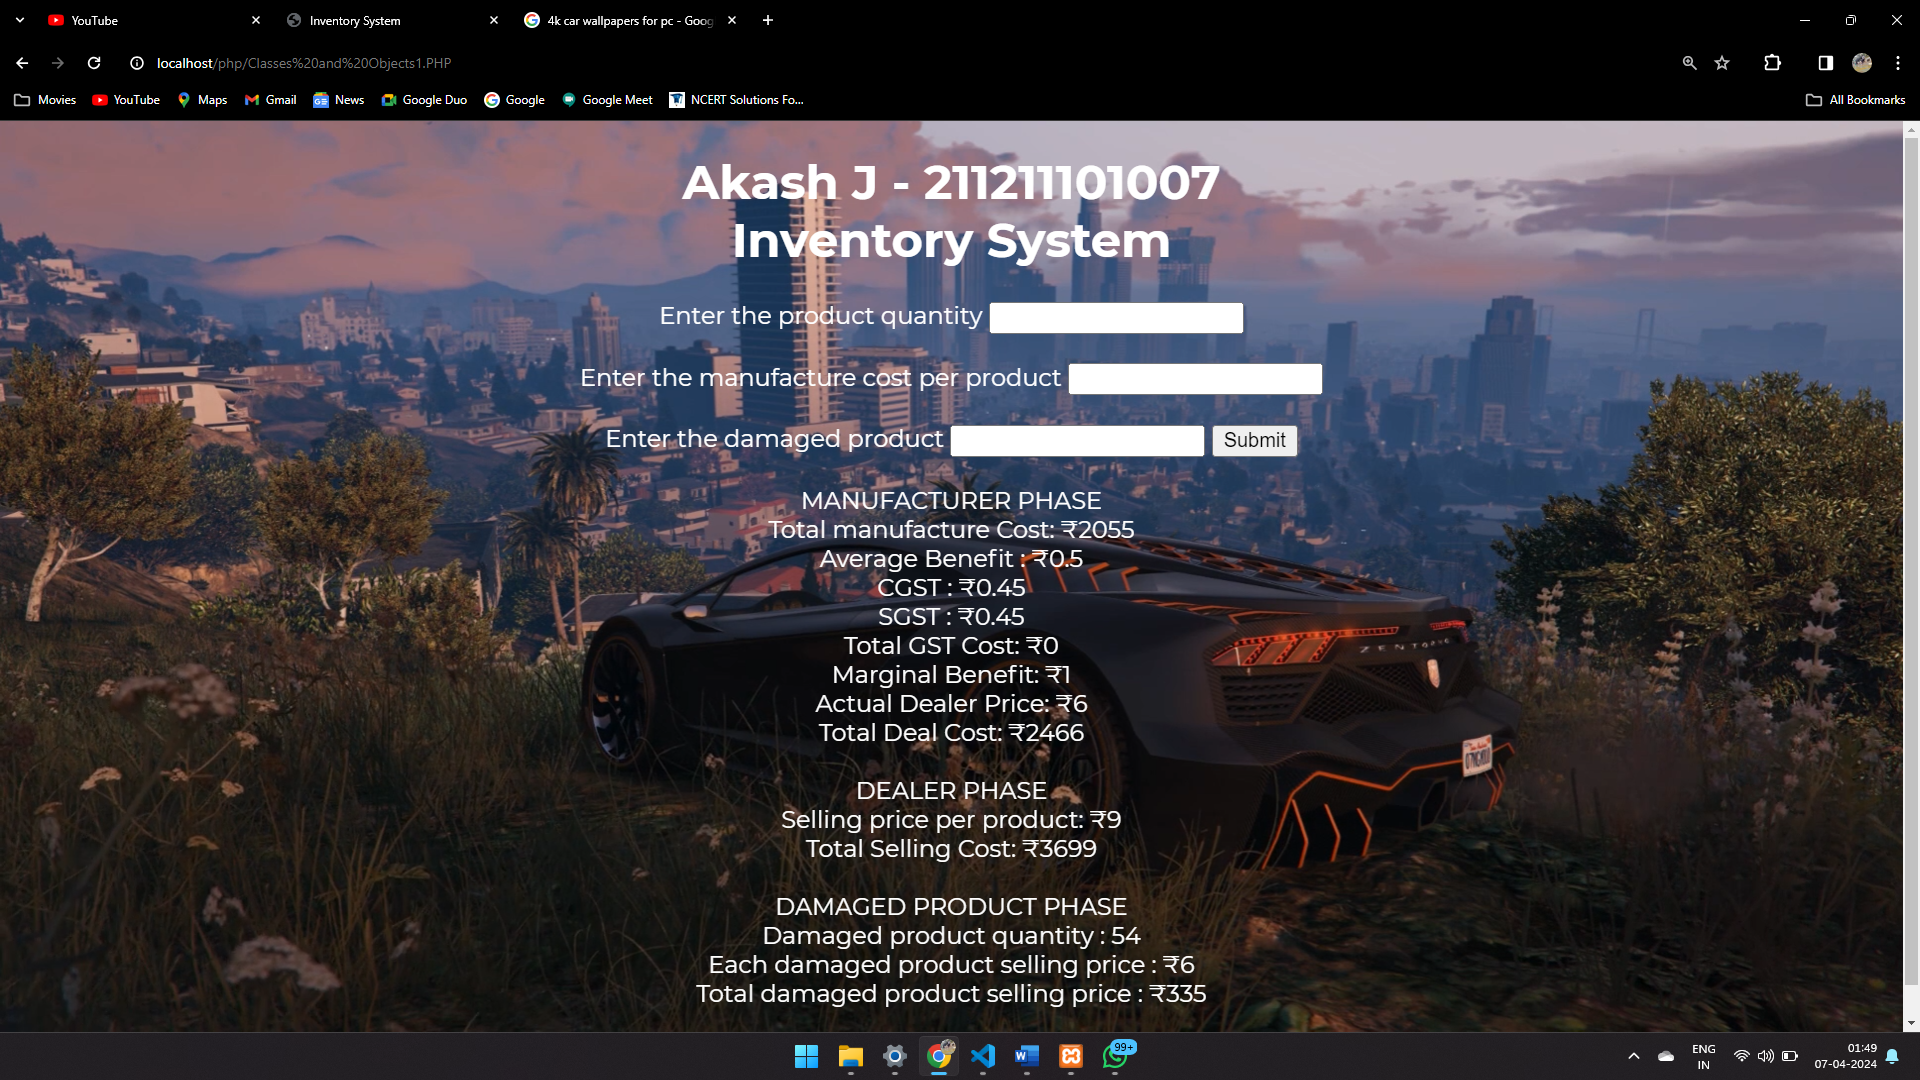 YouTube
Inventory System
4k car wallpapers for pc - Goog
localhost/php/Classes%20and%20Objects1.PHP
Movies
YouTube
Maps
Gmail
News
Google Duo
Google
Google Meet
NCERT Solutions Fo...
All Bookmarks
Akash J - 211211101007
Inventory System
Enter the product quantity
Enter the manufacture cost per product
Enter the damaged product
Submit
MANUFACTURER PHASE
Total manufacture Cost: ₹2055
Average Benefit : ₹0.5
CGST : ₹0.45
SGST : ₹0.45
Total GST Cost: ₹0
Marginal Benefit: ₹1
Actual Dealer Price: ₹6
Total Deal Cost: ₹2466
ZENTORNO
DEALER PHASE
Selling price per product: ₹9
Total Selling Cost: ₹3699
DAMAGED PRODUCT PHASE
Damaged product quantity : 54
Each damaged product selling price : ₹6
Total damaged product selling price : ₹335
99+
ENG
IN
01:49
07-04-2024